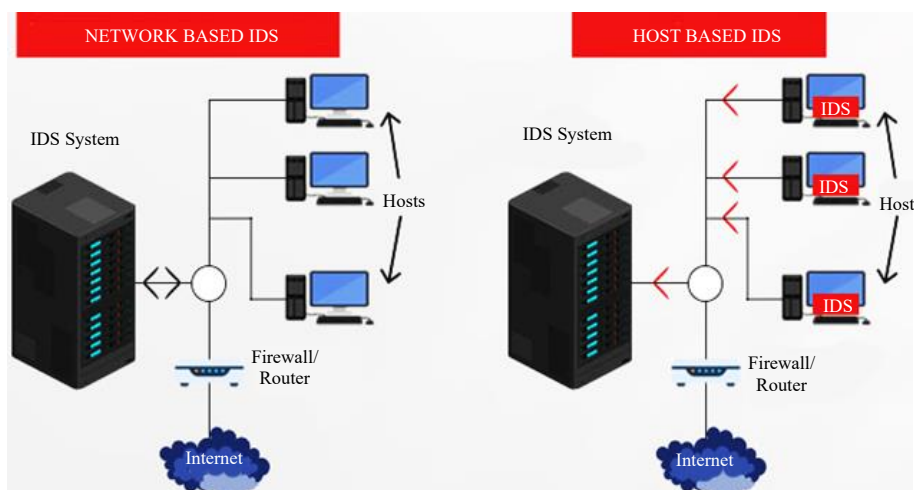 NETWORK BASED IDS
IDS System
Hosts
Firewall/
Router
Internet
HOST BASED IDS
IDS System
IDS
IDS
IDS
Host
Firewall/
Router
Internet